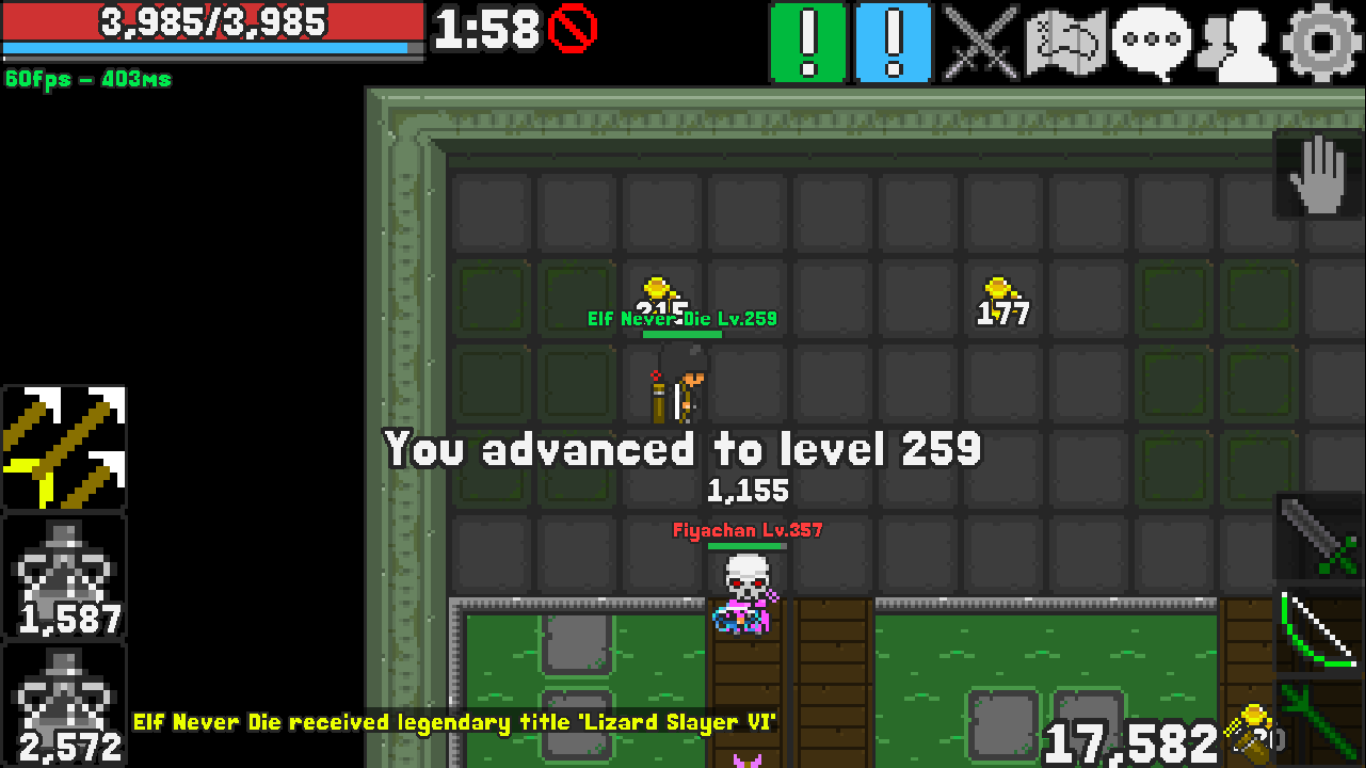 3,985/3,985
1:58
60fps - 403ms
215
177
Elf Never Die Lv.259
You advanced to level 259
1,155
Fiyachan Lv.357
1,587
Elf Never Die received legendary title 'Lizard Slayer VI'
2,572
17,582